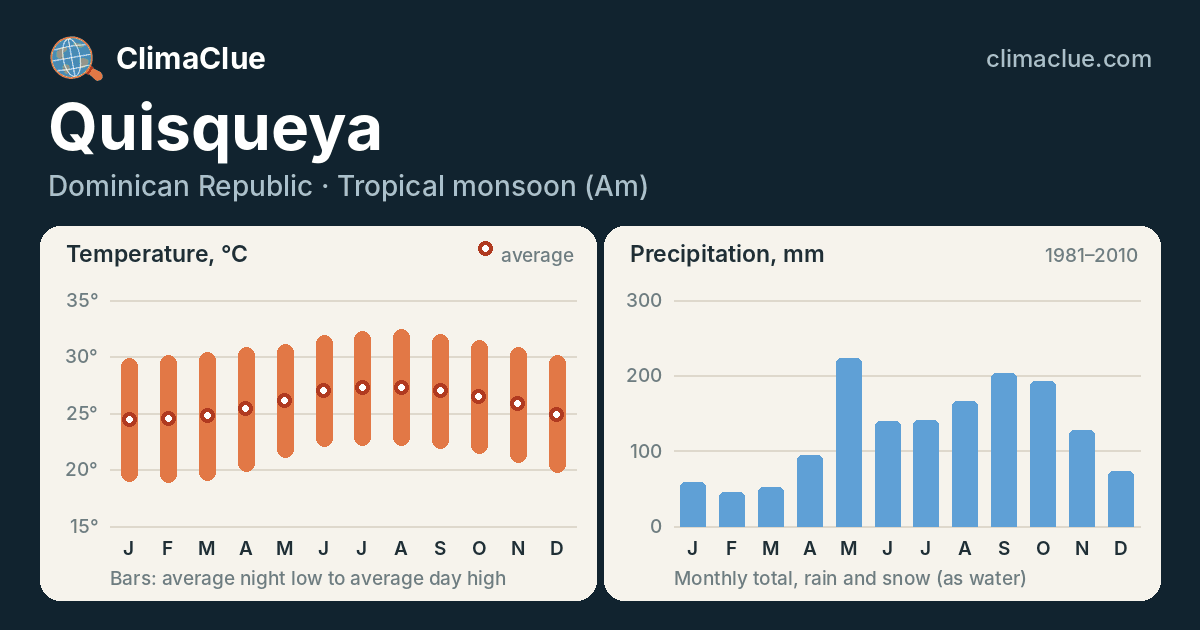 ClimaClue
climaclue.com
Quisqueya
Dominican Republic · Tropical monsoon (Am)
Temperature, °C
average
35°
30°
25°
20°
15°
J F M A M J J A S O N D
Bars: average night low to average day high
Precipitation, mm
1981–2010
300
200
100
0
J F M A M J J A S O N D
Monthly total, rain and snow (as water)